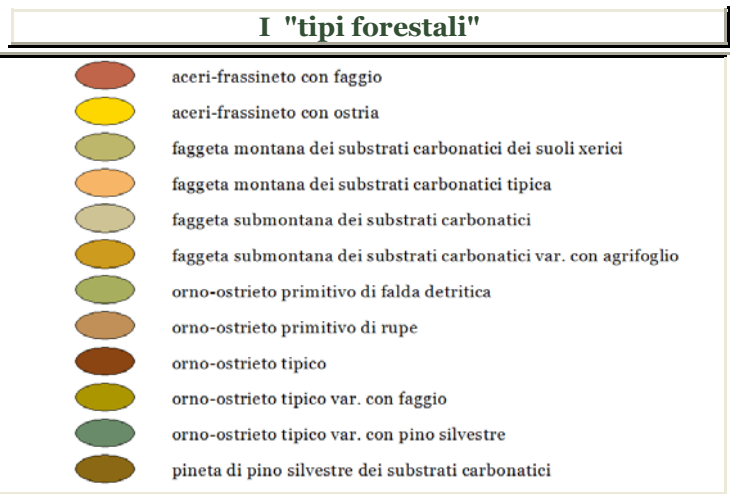 I "tipi forestali"
aceri-frassineto con faggio
aceri-frassineto con ostria
faggeta montana dei substrati carbonatici dei suoli xerici
faggeta montana dei substrati carbonatici tipica
faggeta submontana dei substrati carbonatici
faggeta submontana dei substrati carbonatici var. con agrifoglio
orno-ostrieto primitivo di falda detritica
orno-ostrieto primitivo di rupe
orno-ostrieto tipico
orno-ostrieto tipico var. con faggio
orno-ostrieto tipico var. con pino silvestre
pineta di pino silvestre dei substrati carbonatici